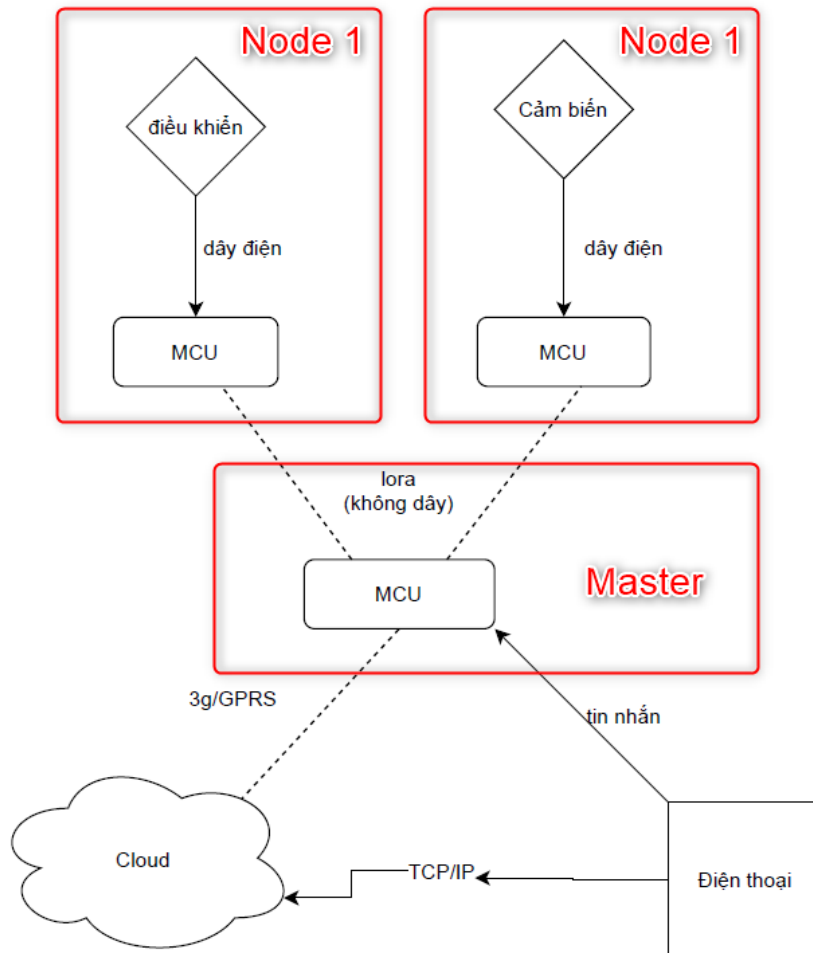 Node 1
Node 1
điều khiển
Cảm biến
dây điện
dây điện
MCU
MCU
lora
(không dây)
MCU
Master
3g/GPRS
tin nhắn
Cloud
TCP/IP
Điện thoại